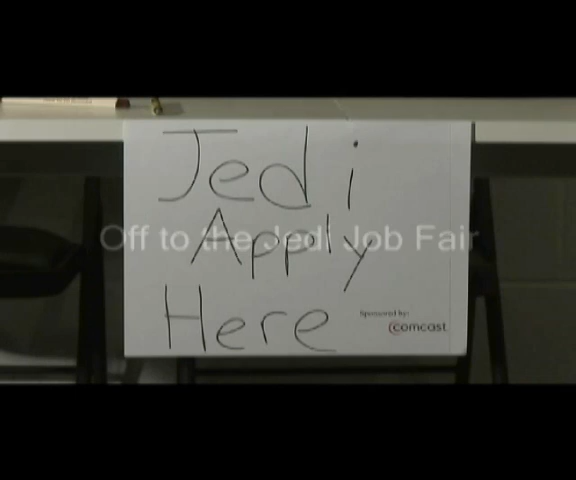 Jedi
Off to the Jedi Job Fair
Apply
Here
Sponsored by:
comcast